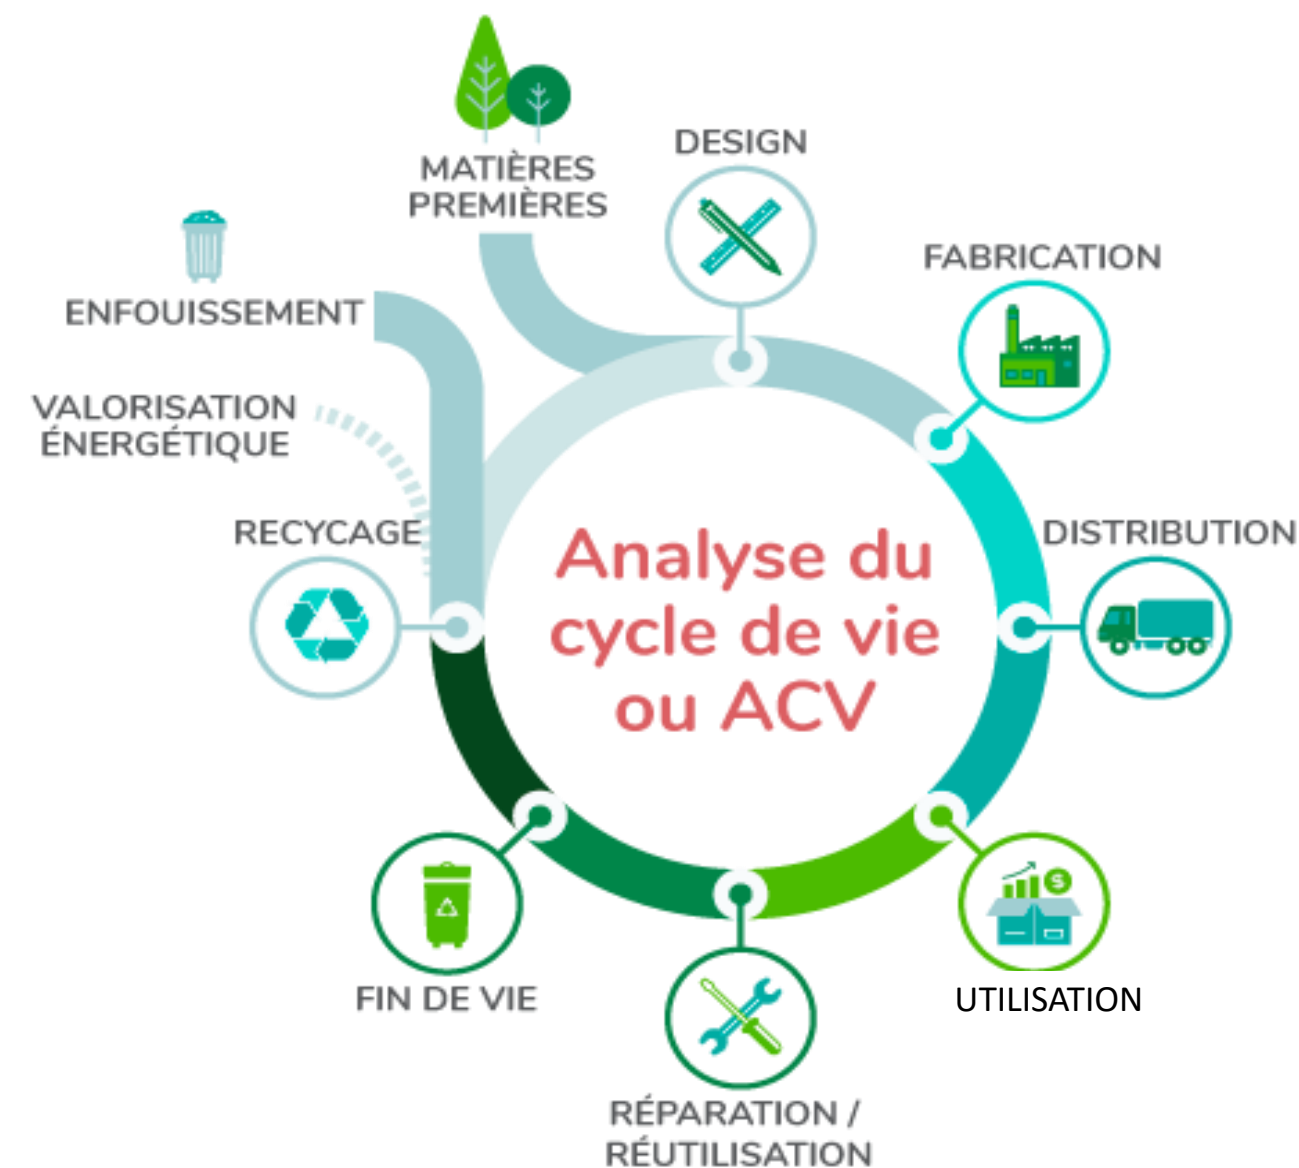 MATIÈRES
PREMIÈRES
DESIGN
FABRICATION
ENFOUISSEMENT
VALORISATION
ÉNERGÉTIQUE
RECYCAGE
DISTRIBUTION
Analyse du
cycle de vie
ou ACV
FIN DE VIE
UTILISATION
$
RÉPARATION /
RÉUTILISATION